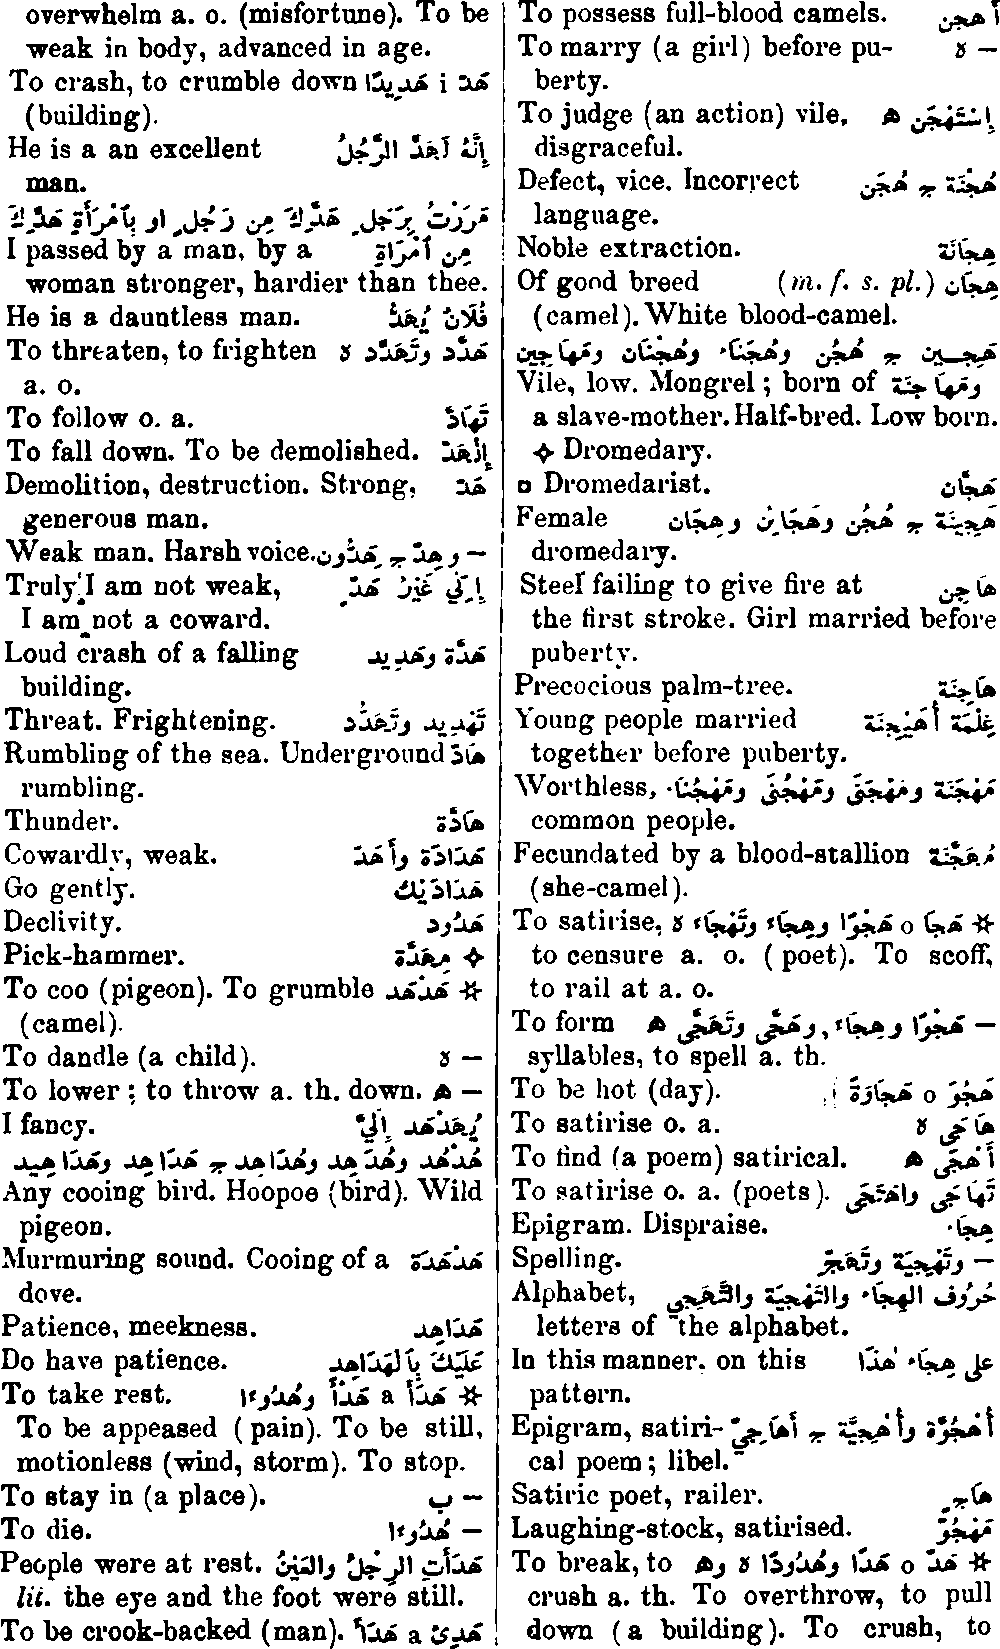 To possess full-blood camels. أَهْجَن
To marry (a girl) before pu- — ه
berty.
To judge (an action) vile, إِسْتَهْجَن ه
disgraceful.
Defect, vice. Incorrect هُجْنَة ج هُجَن
language.
Noble extraction. هِجَانَة
Of good breed (m. f. s. pl.) هِجَان
(camel). White blood-camel.
هَجِــين ج هُجُن وهُجَنَاء وهُجْنَان ومَهَاجِين
Vile, low. Mongrel ; born of ومَهَاجِنَة
a slave-mother. Half-bred. Low born.
✧ Dromedary.
▫ Dromedarist. هَجَّان
Female هَجِينَة ج هُجُن وهَجَائِن وهِجَان
dromedary.
Steel failing to give fire at هَاجِن
the first stroke. Girl married before
puberty.
Precocious palm-tree. هَاجِنَة
Young people married غِلْمَة أُهَيْجِنَة
together before puberty.
Worthless, مَهْجَنَة ومَهْجَنَى ومَهْجُنَى ومَهْجُنَاء
common people.
Fecundated by a blood-stallion مُهَجَّنَة
(she-camel).
To satirise, ☆ هَجَا o هَجْوًا وهِجَاء وتَهْجَاء ه
to censure a. o. (poet). To scoff,
to rail at a. o.
To form — هَجْوًا وهِجَاء, وهَجَّى وتَهَجَّى ه
syllables, to spell a. th.
To be hot (day). هَجُوَ o هَجَاوَةً
To satirise o. a. هَاجَى ه
To find (a poem) satirical. أَهْجَى ه
To satirise o. a. (poets). تَهَاجَى واهْتَجَى
Epigram. Dispraise. هِجَاء
Spelling. — وتَهْجِيَة وتَهَجٍّ
Alphabet, حُرُوف الهِجَاء والتَهْجِيَة والتَّهَجِّي
letters of the alphabet.
In this manner. on this على هِجَاء هٰذَا
pattern.
Epigram, satiri- أُهْجُوَّة وأُهْجِيَّة ج أَهَاجِيّ
cal poem ; libel.
Satiric poet, railer. هَاجٍ
Laughing-stock, satirised. مَهْجُوّ
To break, to ☆ هَدَّ o هَدًّا وهُدُودًا ه وه
crush a. th. To overthrow, to pull
down (a building). To crush, to
overwhelm a. o. (misfortune). To be
weak in body, advanced in age.
To crash, to crumble down هَدَّ i هَدِيدًا
(building).
He is a an excellent إِنَّهُ لَهَدَّ الرَّجُلُ
man.
مَرَرْتُ بِرَجُلٍ هَدَّكَ مِن رَجُلٍ او بِٱمْرَأَةٍ هَدَّتْكَ
I passed by a man, by a مِن ٱمْرَأَةٍ
woman stronger, hardier than thee.
He is a dauntless man. فُلَانٌ يُهَدُّ
To threaten, to frighten هَدَّد وتَهَدَّد ه
a. o.
To follow o. a. تَهَادَّ
To fall down. To be demolished. إِنْهَدَّ
Demolition, destruction. Strong, هَدّ
generous man.
Weak man. Harsh voice. — وهِدّ ج هَدُّون
Truly I am not weak, إِنِّي غَيْرُ هَدٍّ
I am not a coward.
Loud crash of a falling هَدَّة وهَدِيد
building.
Threat. Frightening. تَهْدِيد وتَهَدُّد
Rumbling of the sea. Underground هَادّ
rumbling.
Thunder. هَادَّة
Cowardly, weak. هَدَادَة وأَهَدّ
Go gently. هَدَادَيْكَ
Declivity. هَدُود
Pick-hammer. ✧ مِهَدَّة
To coo (pigeon). To grumble ☆ هَدْهَد
(camel).
To dandle (a child). — ه
To lower ; to throw a. th. down. — ه
I fancy. يُهَدْهَد إِلَيَّ
هُدْهُد وهُدَهِد وهُدَاهِد ج هَدَاهِد وهَدَاهِيد
Any cooing bird. Hoopoe (bird). Wild
pigeon.
Murmuring sound. Cooing of a هَدْهَدَة
dove.
Patience, meekness. هَدَاهِد
Do have patience. عَلَيْكَ بِٱلْهَدَاهِدِ
To take rest. ☆ هَدَأَ a هَدْأً وهُدُوءًا
To be appeased (pain). To be still,
motionless (wind, storm). To stop.
To stay in (a place). — ب
To die. — هُدُوءًا
People were at rest. هَدَأَتِ الرِّجْلُ والعَيْنُ
lit. the eye and the foot were still.
To be crook-backed (man). هَدِئَ a هَدَأً